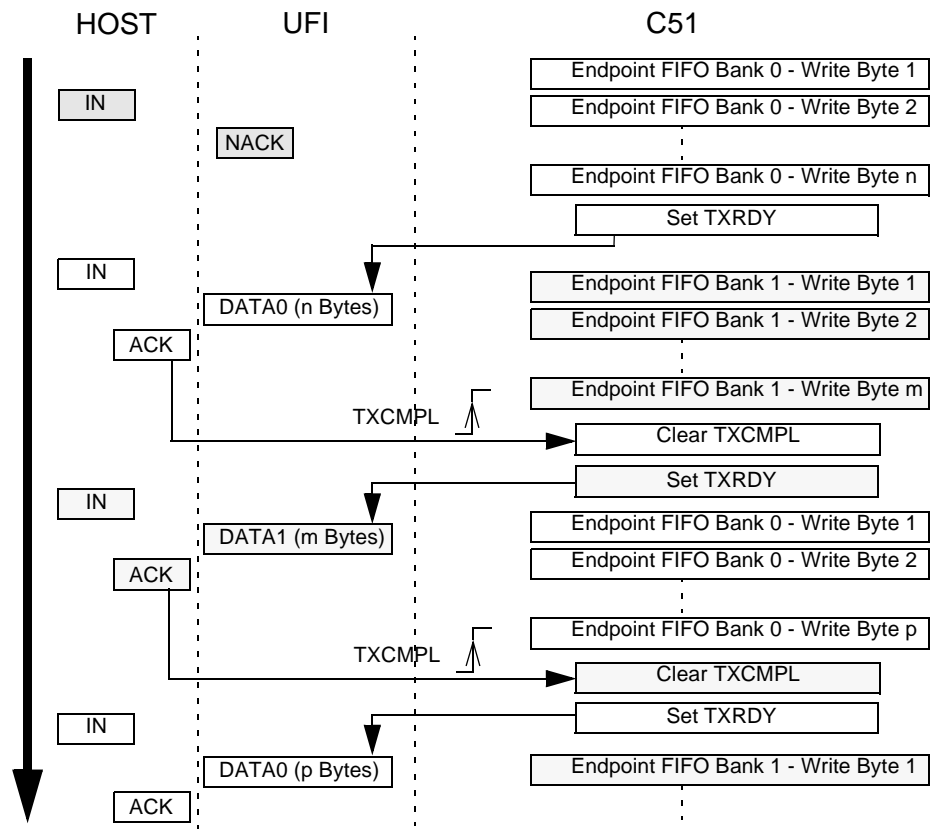 HOST UFI C51
Endpoint FIFO Bank 0 - Write Byte 1
IN
Endpoint FIFO Bank 0 - Write Byte 2
NACK
Endpoint FIFO Bank 0 - Write Byte n
Set TXRDY
IN
Endpoint FIFO Bank 1 - Write Byte 1
DATA0 (n Bytes)
Endpoint FIFO Bank 1 - Write Byte 2
ACK
Endpoint FIFO Bank 1 - Write Byte m
TXCMPL
Clear TXCMPL
Set TXRDY
IN
Endpoint FIFO Bank 0 - Write Byte 1
DATA1 (m Bytes)
Endpoint FIFO Bank 0 - Write Byte 2
ACK
Endpoint FIFO Bank 0 - Write Byte p
TXCMPL
Clear TXCMPL
Set TXRDY
IN
DATA0 (p Bytes)
Endpoint FIFO Bank 1 - Write Byte 1
ACK